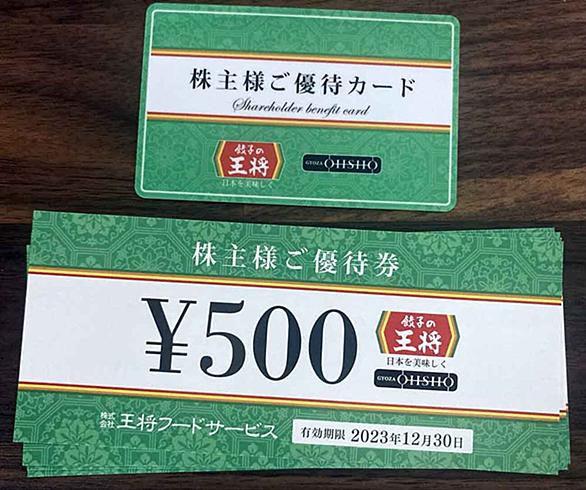 株主様ご優待カード
Shareholder benefit card
餃子の
王将
日本を美味しく
GYOZA OHSHO
株主様ご優待券
¥500
餃子の
王将
日本を美味しく
GYOZA OHSHO
株式会社 王将フードサービス
有効期限 2023年12月30日